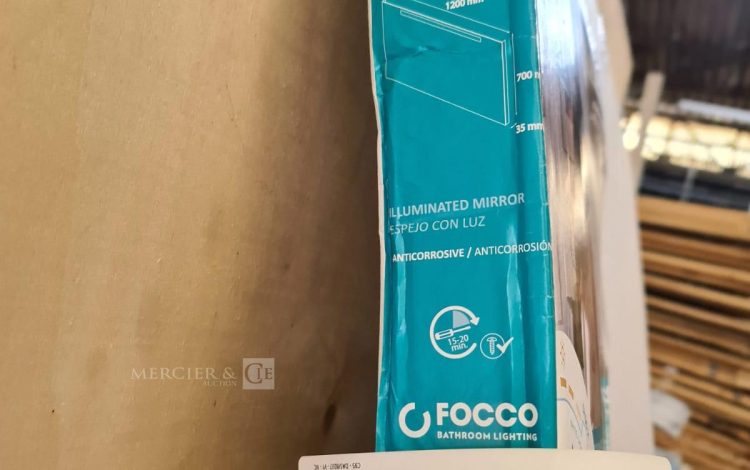 1200 mm
700 m
35 mm
ILLUMINATED MIRROR
ESPEJO CON LUZ
ANTICORROSIVE / ANTICORROSIÓN
15-20
min.
FOCCO
BATHROOM LIGHTING
MERCIER & CIE
AUCTION